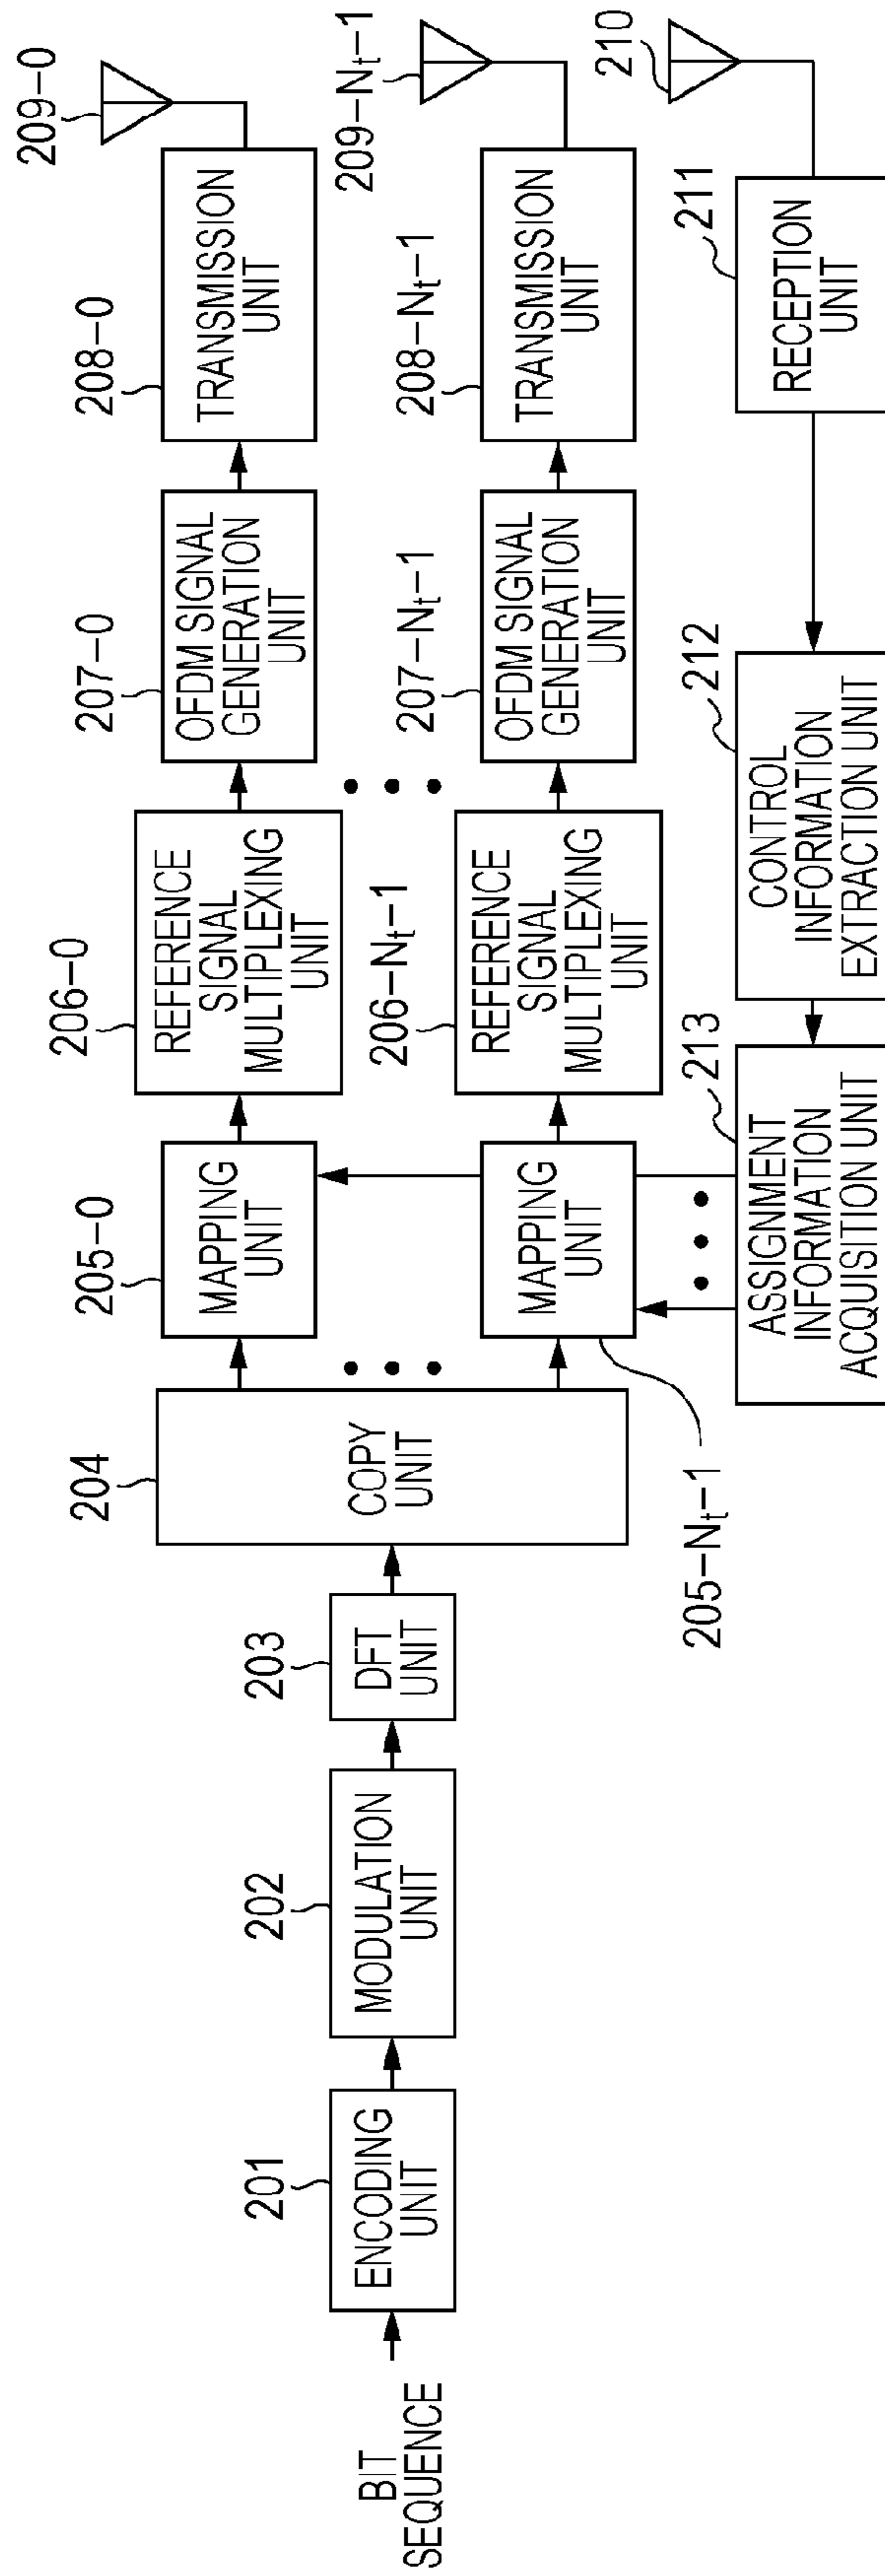 BIT
SEQUENCE
201
ENCODING
UNIT
202
MODULATION
UNIT
203
DFT
UNIT
204
COPY
UNIT
205-0
MAPPING
UNIT
206-0
REFERENCE
SIGNAL
MULTIPLEXING
UNIT
207-0
OFDM SIGNAL
GENERATION
UNIT
208-0
TRANSMISSION
UNIT
209-0
205-Nt-1
MAPPING
UNIT
206-Nt-1
REFERENCE
SIGNAL
MULTIPLEXING
UNIT
207-Nt-1
OFDM SIGNAL
GENERATION
UNIT
208-Nt-1
TRANSMISSION
UNIT
209-Nt-1
210
211
RECEPTION
UNIT
212
CONTROL
INFORMATION
EXTRACTION UNIT
213
ASSIGNMENT
INFORMATION
ACQUISITION UNIT